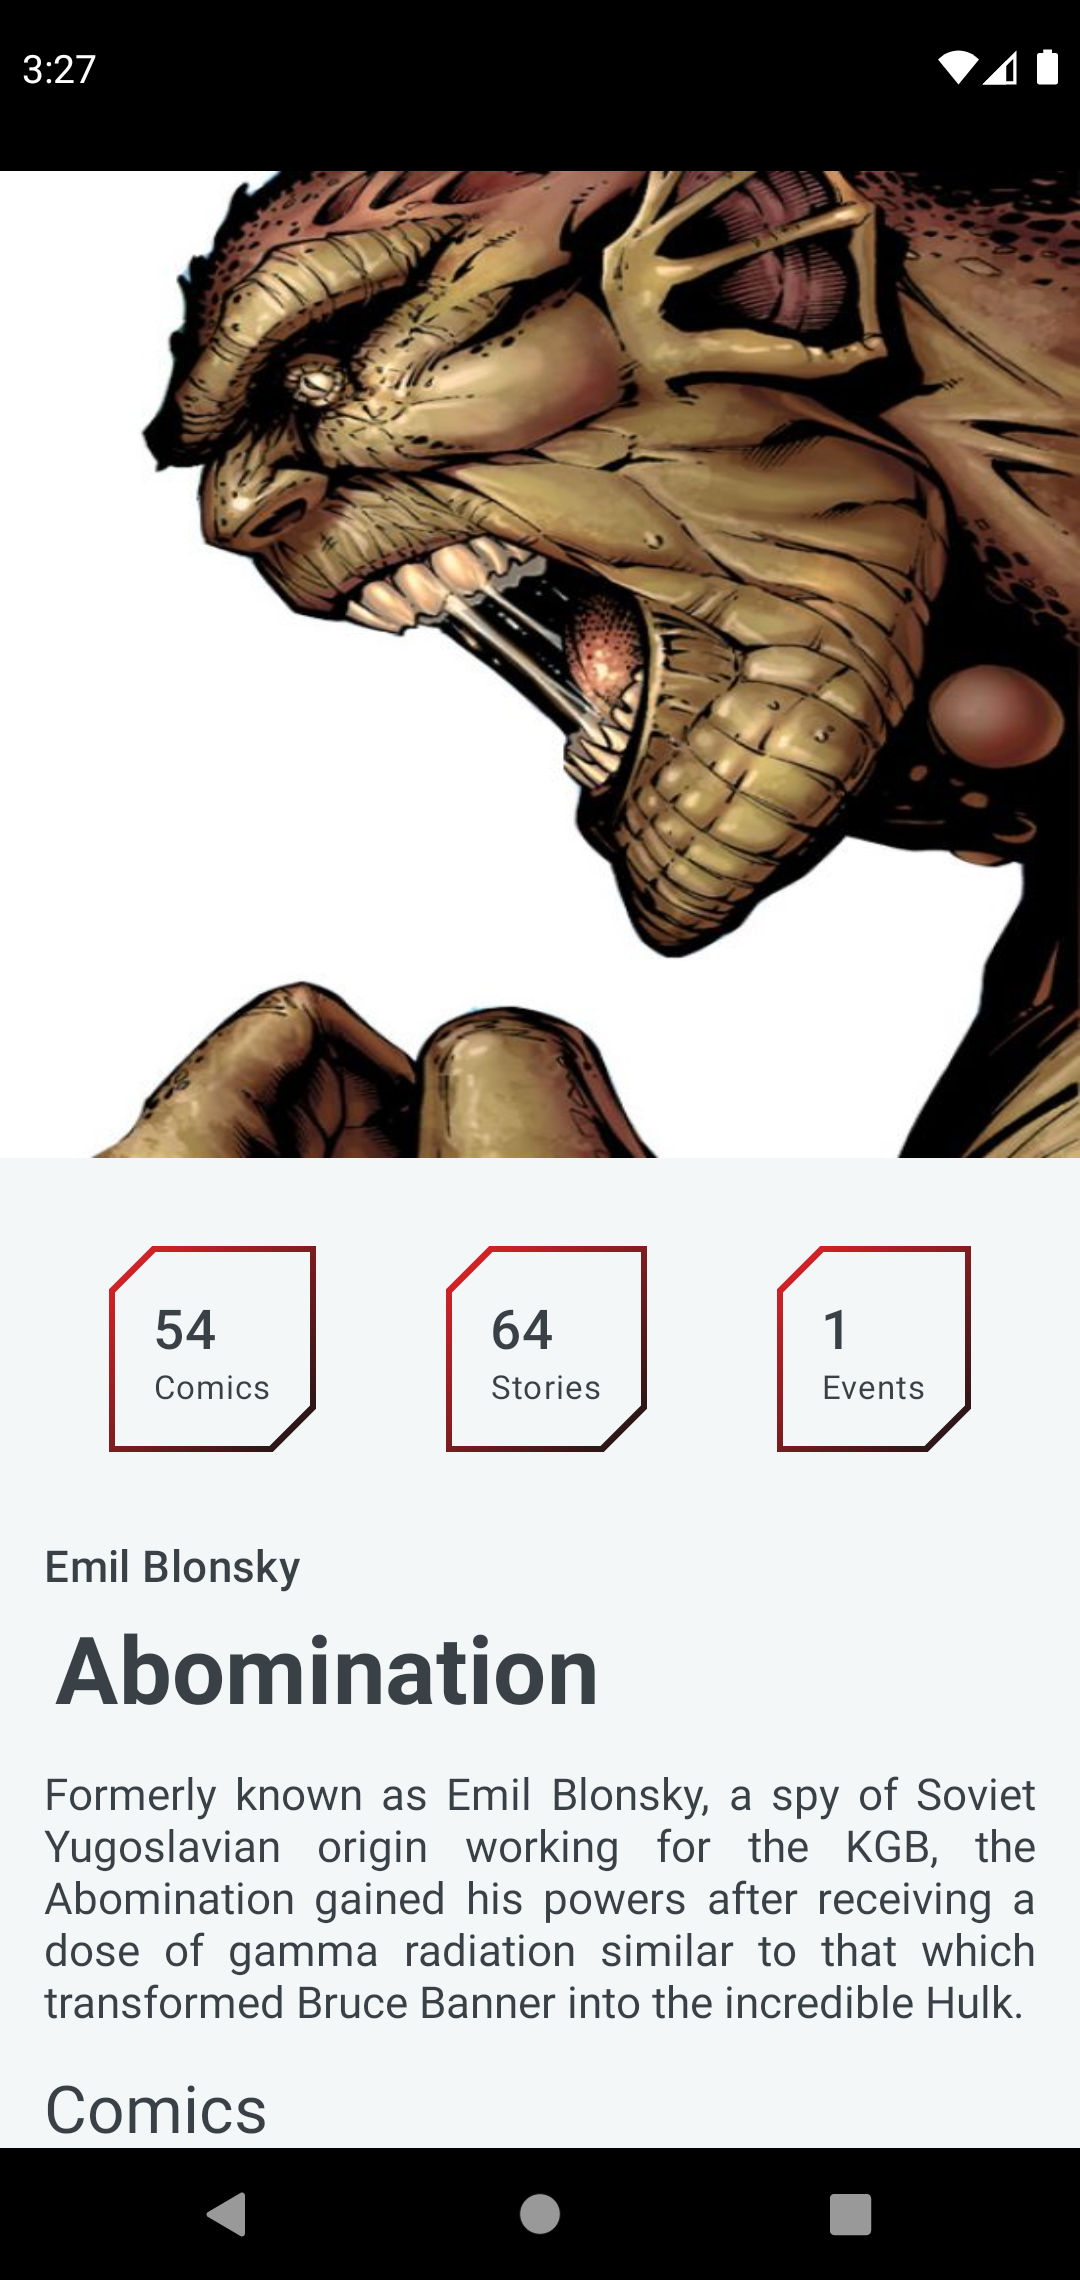 3:27
54
Comics
64
Stories
1
Events
Emil Blonsky
Abomination
Formerly known as Emil Blonsky, a spy of Soviet
Yugoslavian origin working for the KGB, the
Abomination gained his powers after receiving a
dose of gamma radiation similar to that which
transformed Bruce Banner into the incredible Hulk.
Comics